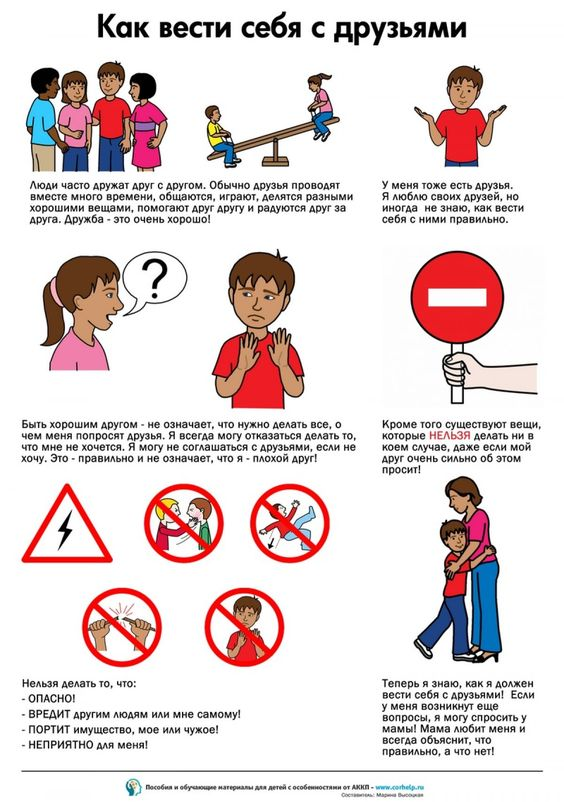 Как вести себя с друзьями
Люди часто дружат друг с другом. Обычно друзья проводят
вместе много времени, общаются, играют, делятся разными
хорошими вещами, помогают друг другу и радуются друг за
друга. Дружба - это очень хорошо!
У меня тоже есть друзья.
Я люблю своих друзей, но
иногда не знаю, как вести
себя с ними правильно.
?
Быть хорошим другом - не означает, что нужно делать все, о
чем меня попросят друзья. Я всегда могу отказаться делать то,
что мне не хочется. Я могу не соглашаться с друзьями, если не
хочу. Это - правильно и не означает, что я - плохой друг!
Кроме того существуют вещи,
которые НЕЛЬЗЯ делать ни в
коем случае, даже если мой
друг очень сильно об этом
просит!
Нельзя делать то, что:
- ОПАСНО!
- ВРЕДИТ другим людям или мне самому!
- ПОРТИТ имущество, мое или чужое!
- НЕПРИЯТНО для меня!
Теперь я знаю, как я должен
вести себя с друзьями! Если
у меня возникнут еще
вопросы, я могу спросить у
мамы! Мама любит меня и
всегда объяснит, что
правильно, а что нет!
Пособия и обучающие материалы для детей с особенностями от АККП - www.corhelp.ru
Составитель: Марина Высоцкая